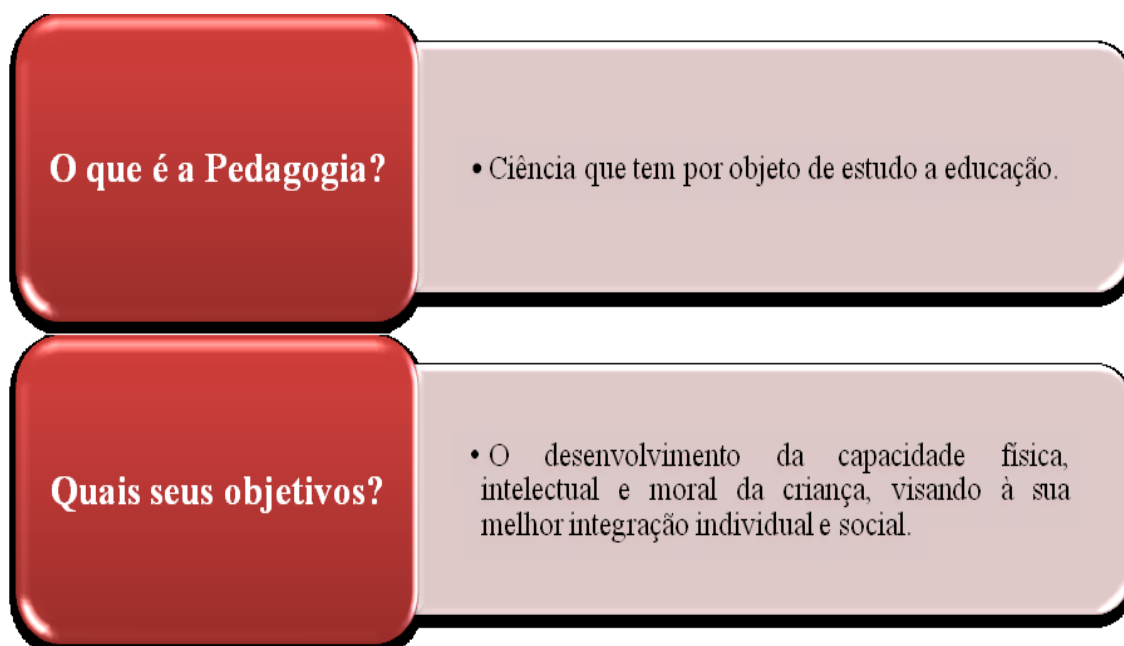 O que é a Pedagogia?
• Ciência que tem por objeto de estudo a educação.
Quais seus objetivos?
• O desenvolvimento da capacidade física,
intelectual e moral da criança, visando à sua
melhor integração individual e social.